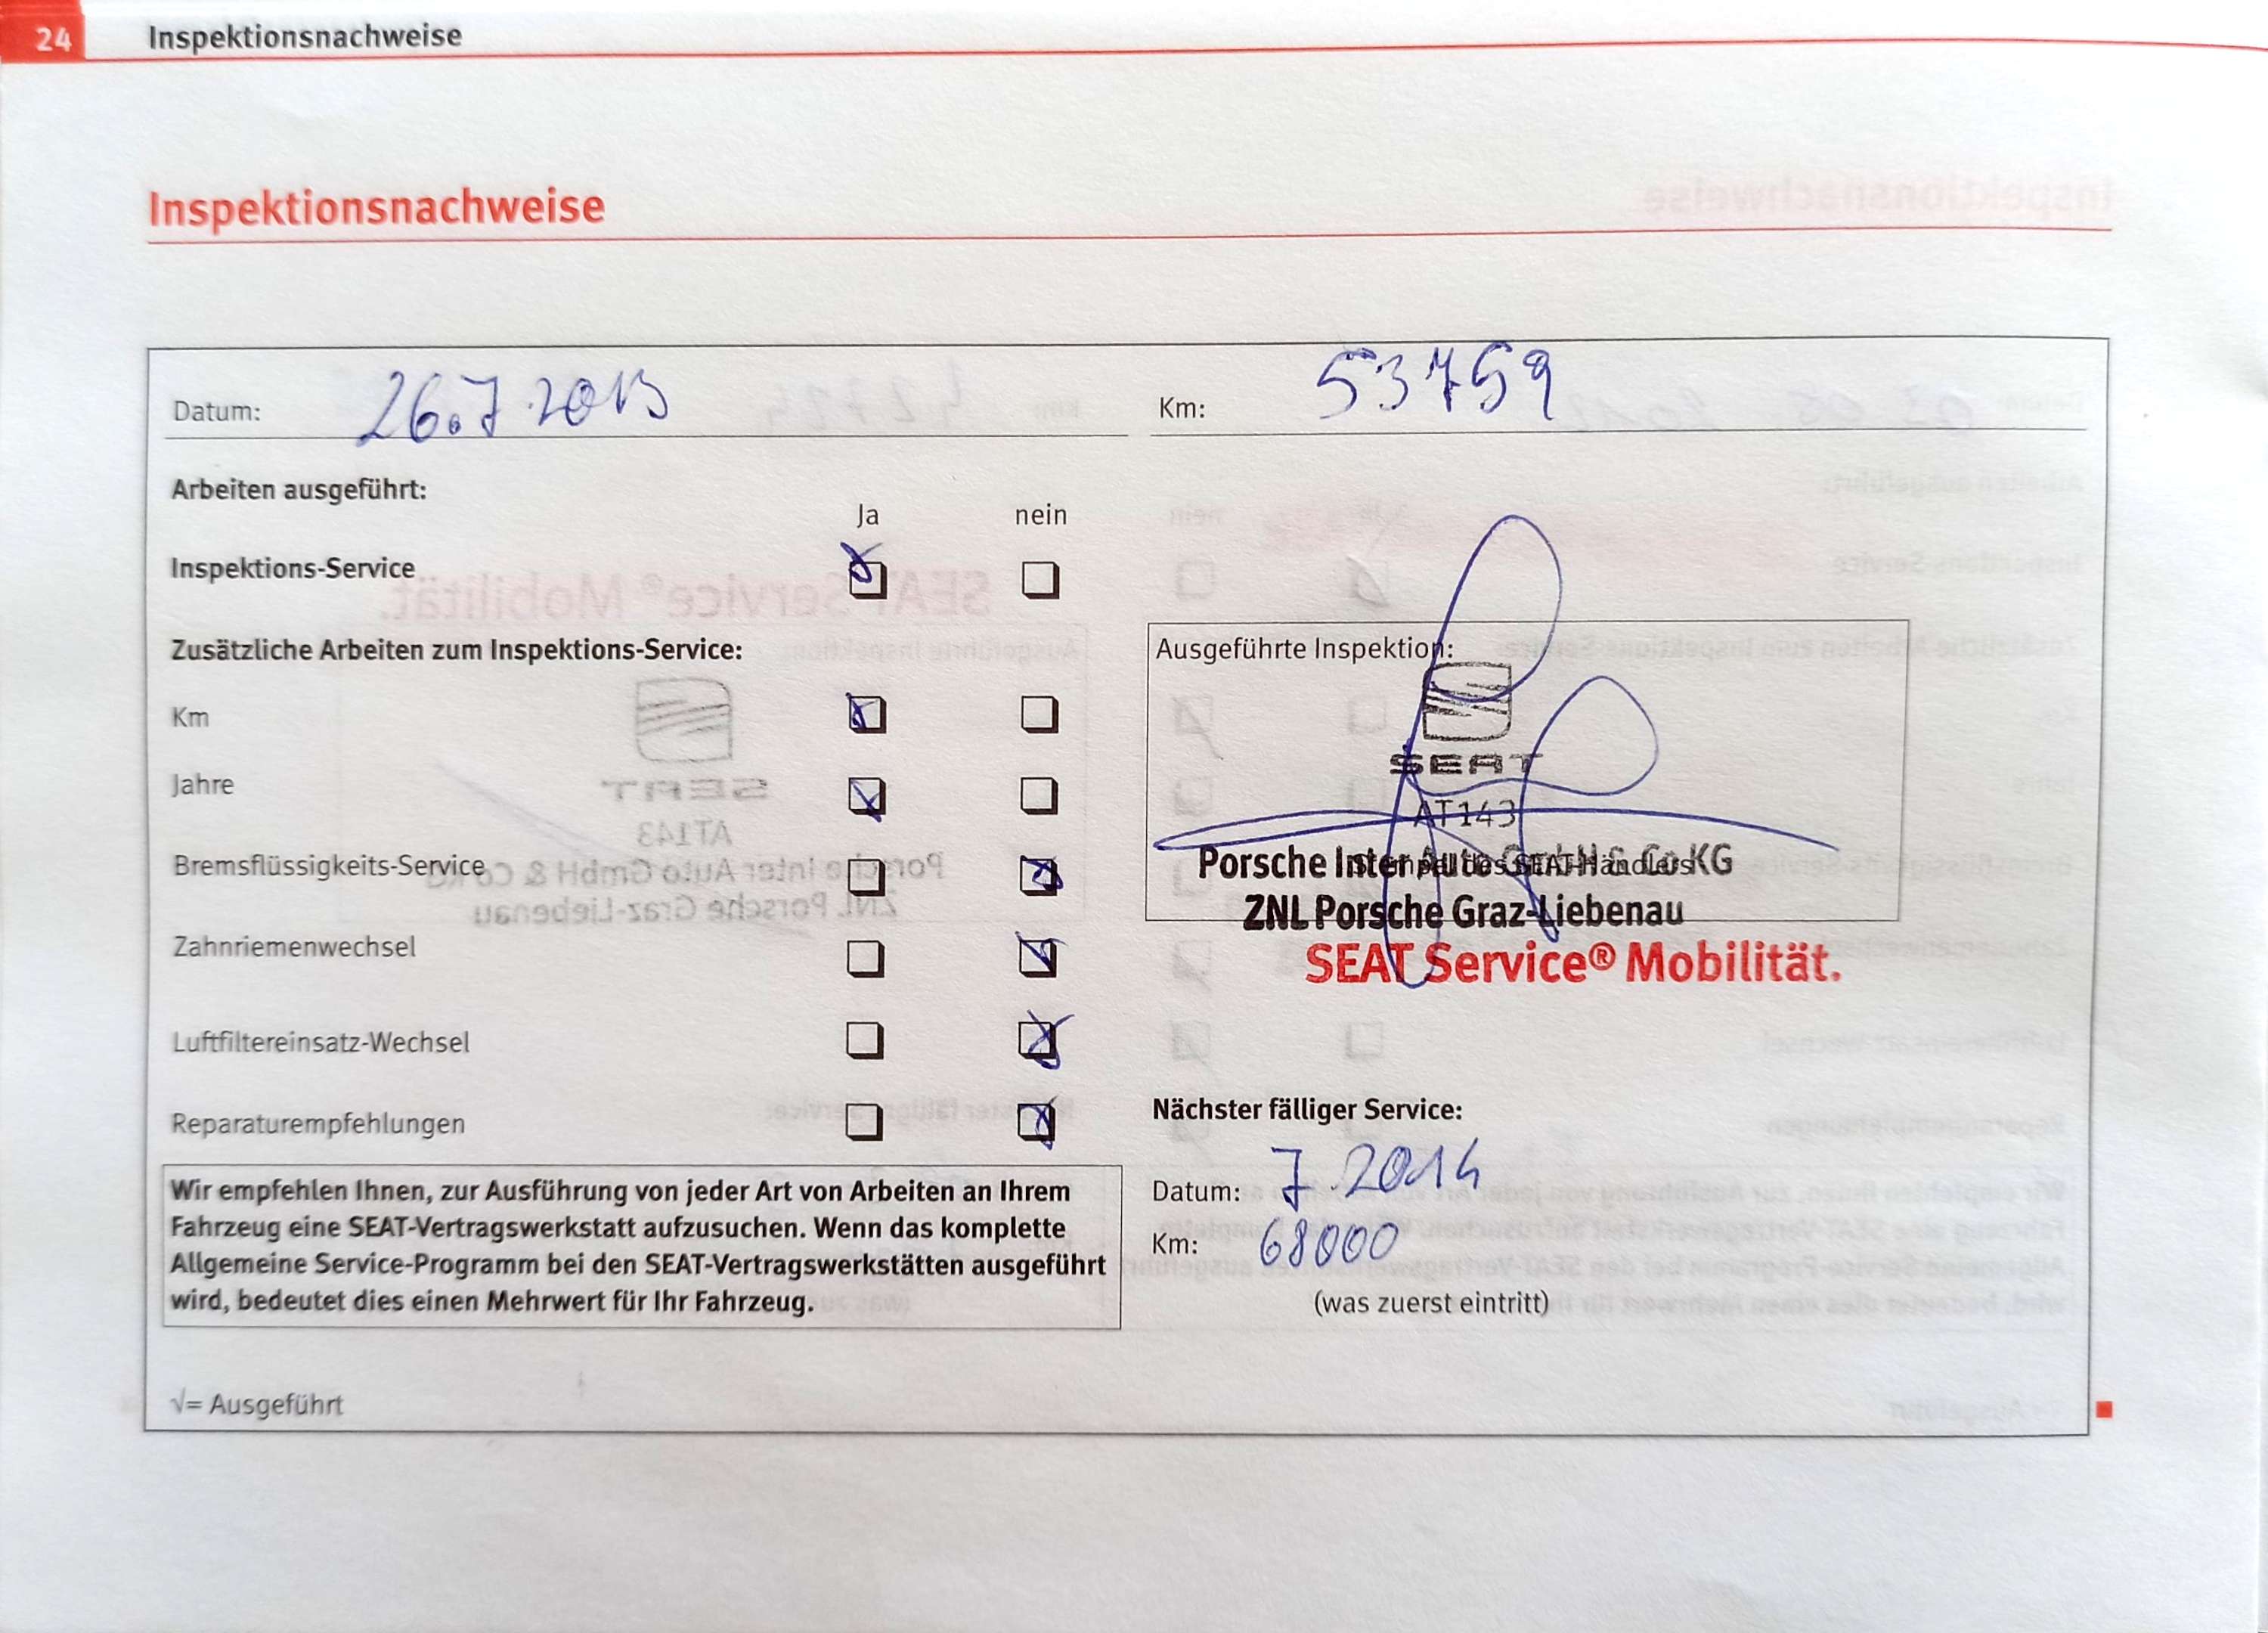 24 Inspektionsnachweise
Inspektionsnachweise
Datum: 26.7.2013 Km: 53759
Arbeiten ausgeführt:
Ja nein
Inspektions-Service
Zusätzliche Arbeiten zum Inspektions-Service:
Km
Jahre
Bremsflüssigkeits-Service
Zahnriemenwechsel
Luftfiltereinsatz-Wechsel
Reparaturempfehlungen
Wir empfehlen Ihnen, zur Ausführung von jeder Art von Arbeiten an Ihrem
Fahrzeug eine SEAT-Vertragswerkstatt aufzusuchen. Wenn das komplette
Allgemeine Service-Programm bei den SEAT-Vertragswerkstätten ausgeführt
wird, bedeutet dies einen Mehrwert für Ihr Fahrzeug.
√= Ausgeführt
Ausgeführte Inspektion:
SEAT
AT143
Stempel des SEAT-Händlers
Porsche Inter Auto GmbH & Co KG
ZNL Porsche Graz-Liebenau
SEAT Service® Mobilität.
Nächster fälliger Service:
Datum: 7.2014
Km: 68000
(was zuerst eintritt)